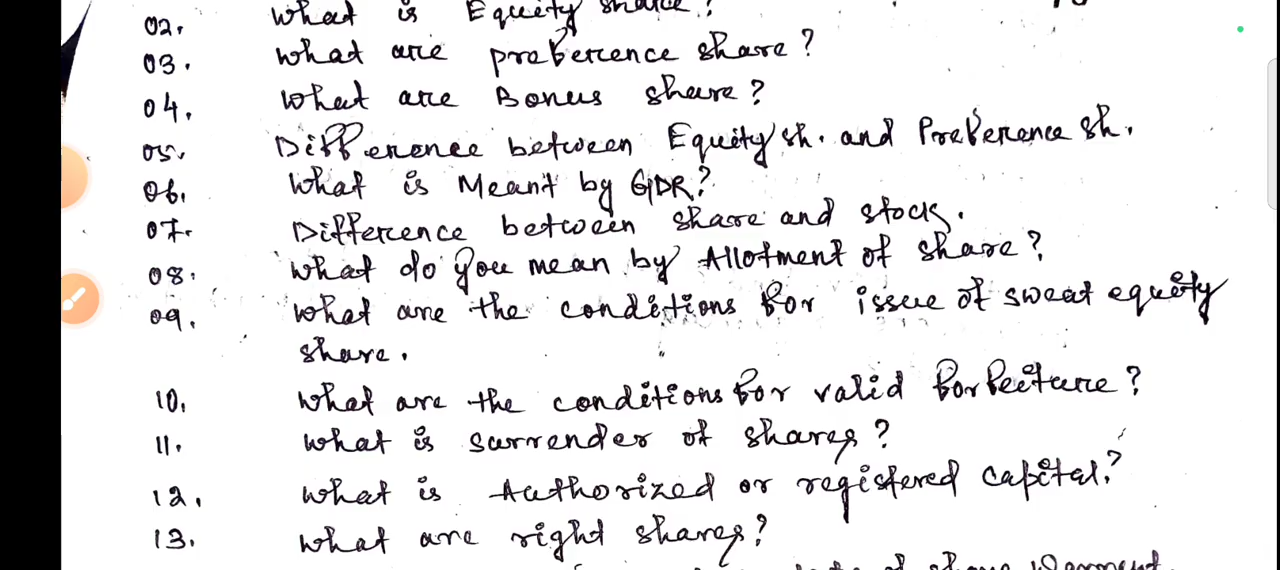 02. What is Equity share?
03. What are preference share?
04. What are Bonus share?
05. Difference between Equity sh. and Preference sh.
06. What is Meant by GDR?
07. Difference between share and stock.
08. What do you mean by Allotment of share?
09. What are the conditions for issue of sweat equity
share.
10. What are the conditions for valid forfeiture?
11. What is surrender of shares?
12. What is Authorized or registered capital?
13. What are right shares?
of share Warrant.